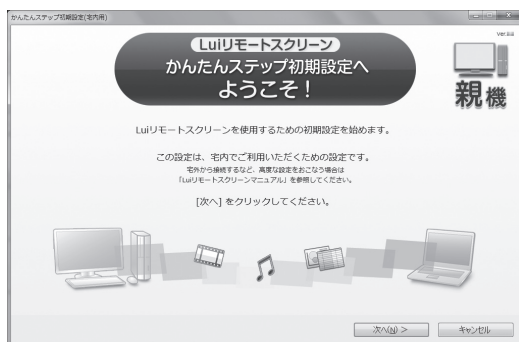 かんたんステップ初期設定(宅内用)
Luiリモートスクリーン
かんたんステップ初期設定へ
ようこそ！
親機
Luiリモートスクリーンを使用するための初期設定を始めます。
この設定は、宅内でご利用いただくための設定です。
宅外から接続するなど、高度な設定をおこなう場合は
「Luiリモートスクリーンマニュアル」を参照してください。
[次へ] をクリックしてください。
次へ(N) >
キャンセル